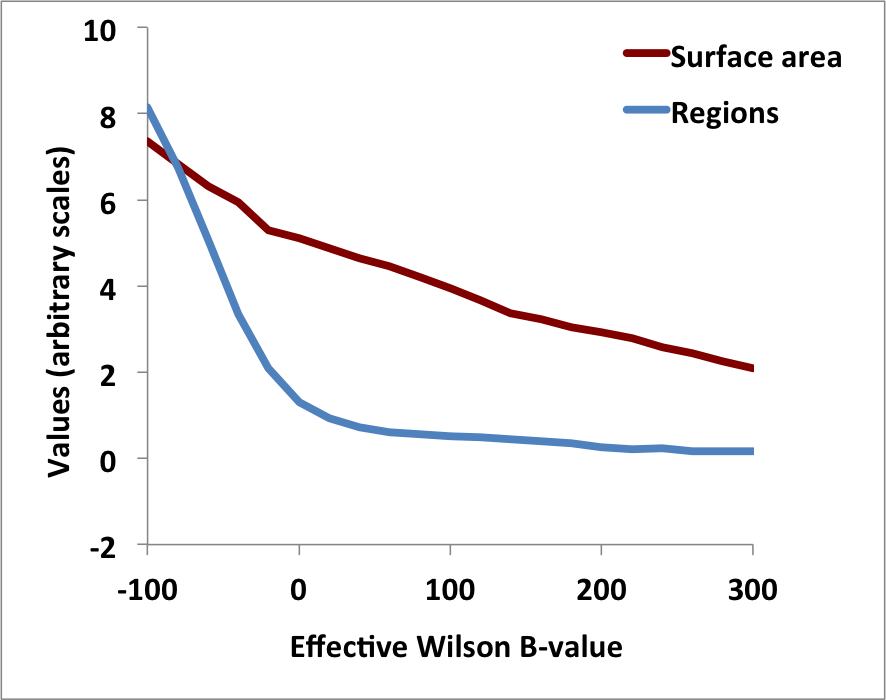 10
8
6
4
2
0
-2
Values (arbitrary scales)
Surface area
Regions
-100 0 100 200 300
Effective Wilson B-value